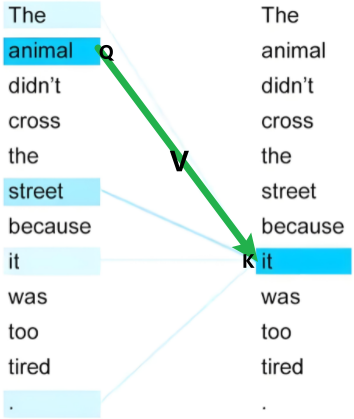 The The
animal Q animal
didn't didn't
cross cross
the V the
street street
because because
it K it
was was
too too
tired tired
. .